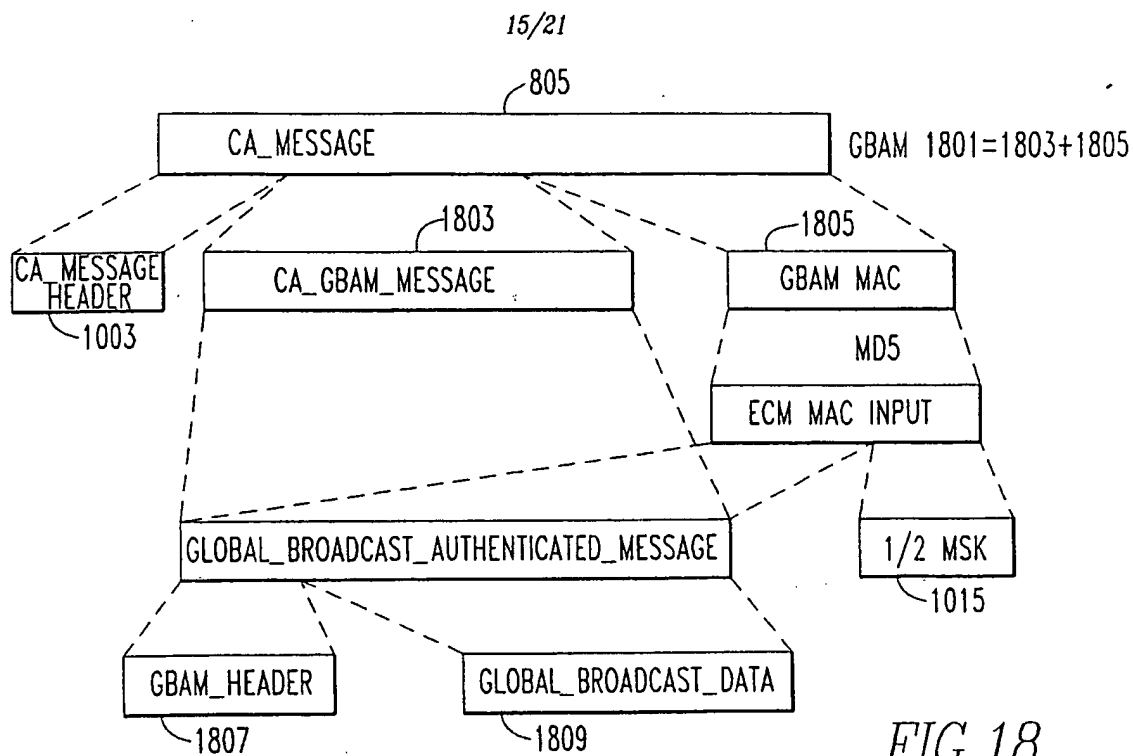 15/21
805
CA_MESSAGE
GBAM 1801=1803+1805
1803
1805
CA_MESSAGE
HEADER
CA_GBAM_MESSAGE
GBAM MAC
1003
MD5
ECM MAC INPUT
GLOBAL_BROADCAST_AUTHENTICATED_MESSAGE
1/2 MSK
1015
GBAM_HEADER
GLOBAL_BROADCAST_DATA
1807
1809
FIG. 18